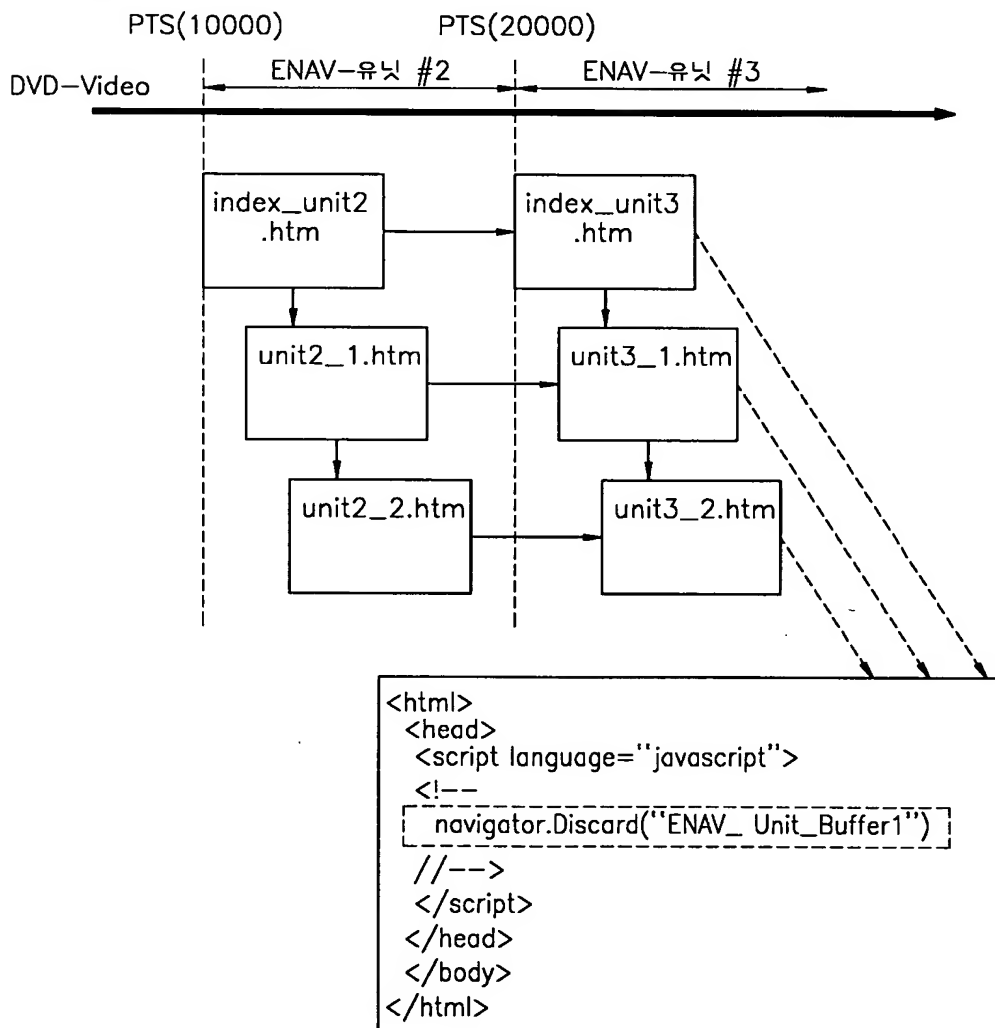 PTS(10000)
PTS(20000)
ENAV-유닛 #2
ENAV-유닛 #3
DVD-Video
index_unit2
.htm
index_unit3
.htm
unit2_1.htm
unit3_1.htm
unit2_2.htm
unit3_2.htm
<html>
<head>
<script language="javascript">
<!--
navigator.Discard("ENAV_ Unit_Buffer1")
//-->
</script>
</head>
</body>
</html>